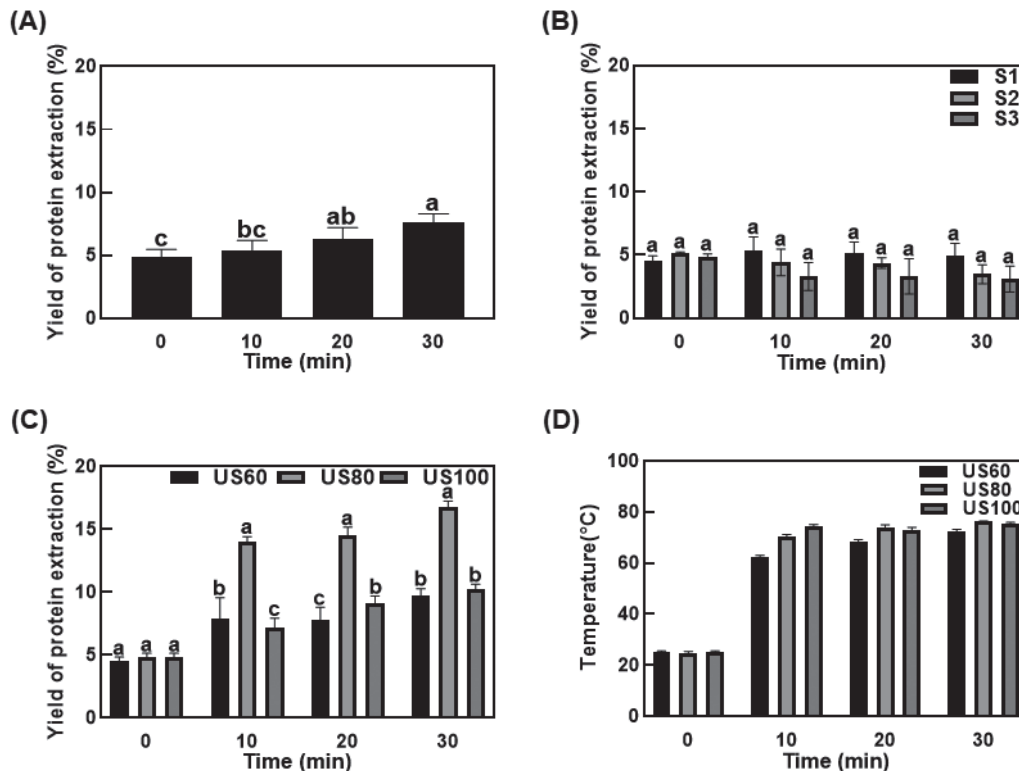 (A)
Yield of protein extraction (%)
20
15
10
5
0
c
bc
ab
a
0 10 20 30
Time (min)
(B)
Yield of protein extraction (%)
20
15
10
5
0
S1
S2
S3
a a a a a a a a a a a a
0 10 20 30
Time (min)
(C)
Yield of protein extraction (%)
20
15
10
5
0
US60 US80 US100
a a a b a c c a b b a b
0 10 20 30
Time (min)
(D)
Temperature(°C)
100
80
60
40
20
0
US60
US80
US100
0 10 20 30
Time (min)